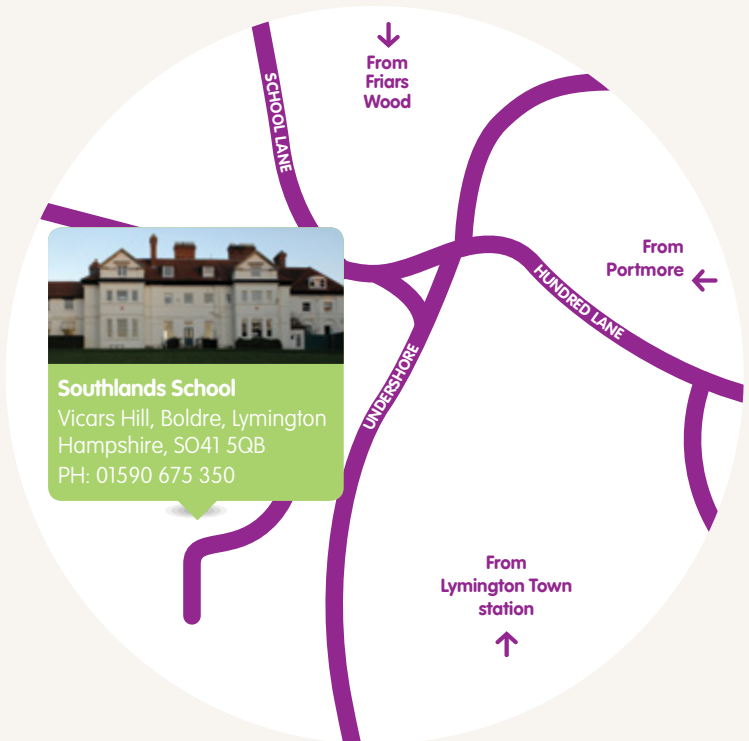 SCHOOL LANE
From
Friars
Wood
From
Portmore
HUNDRED LANE
UNDERSHORE
Southlands School
Vicars Hill, Boldre, Lymington
Hampshire, SO41 5QB
PH: 01590 675 350
From
Lymington Town
station